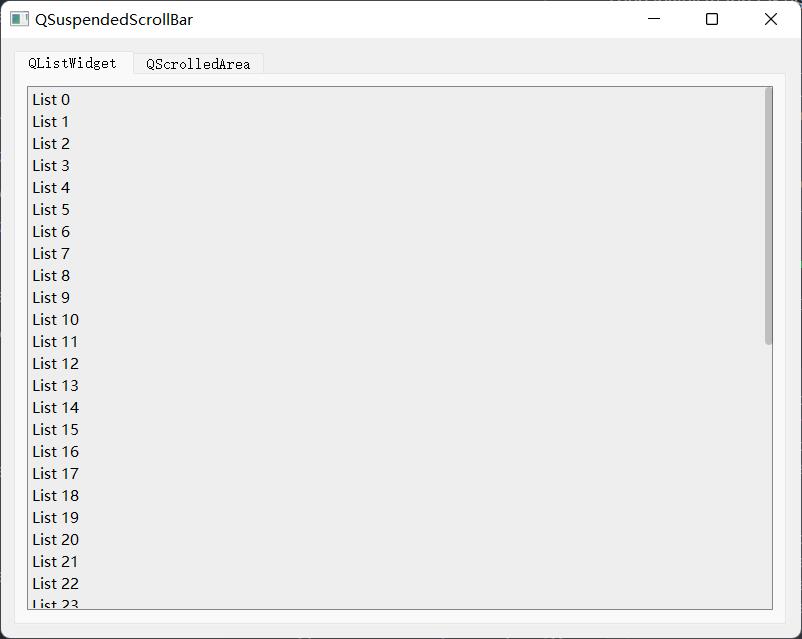 QSuspendedScrollBar
QListWidget QScrolledArea
List 0
List 1
List 2
List 3
List 4
List 5
List 6
List 7
List 8
List 9
List 10
List 11
List 12
List 13
List 14
List 15
List 16
List 17
List 18
List 19
List 20
List 21
List 22
List 23